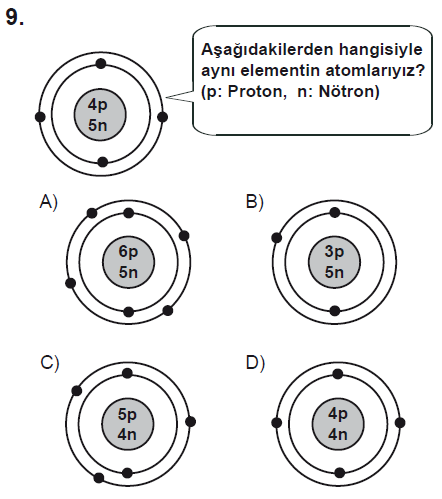 9.
Aşağıdakilerden hangisiyle
aynı elementin atomlarıyız?
(p: Proton, n: Nötron)
4p
5n
A)
6p
5n
B)
3p
5n
C)
5p
4n
D)
4p
4n